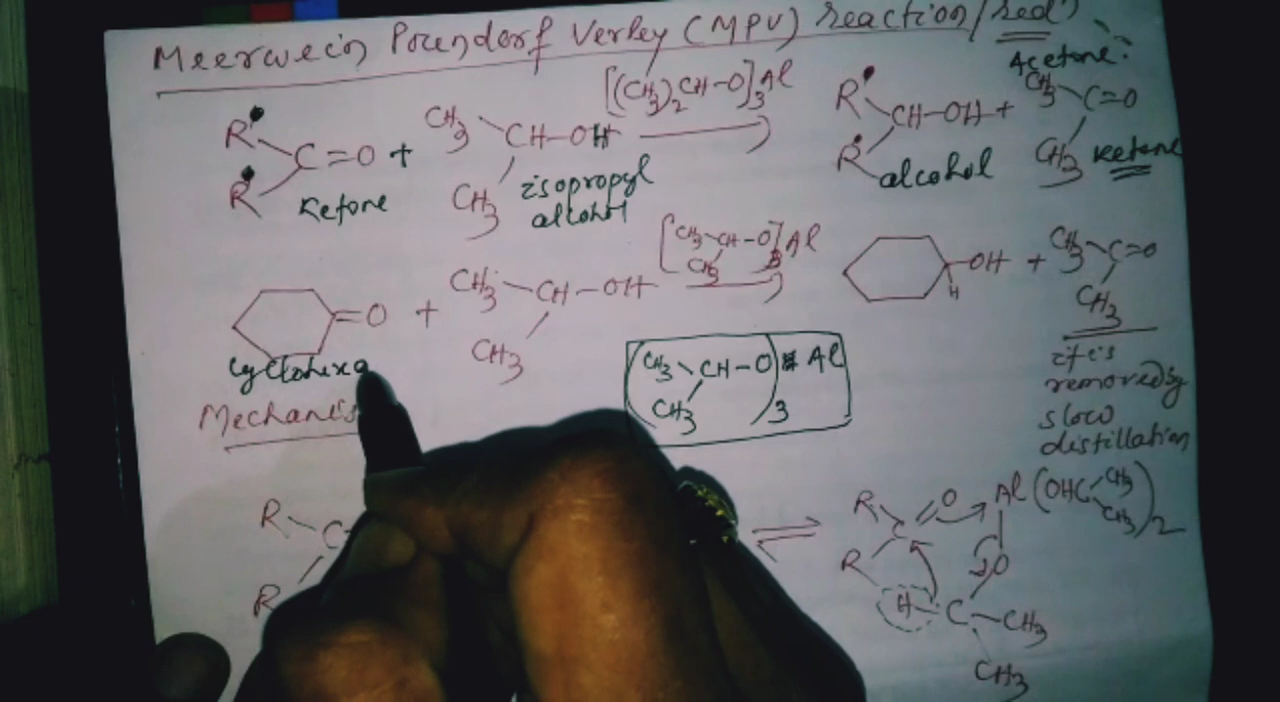 Meerwein Ponndorf Verley (MPV) reaction/red
Acetone
R C=O + CH3 CH-OH [(CH3)2CH-O]3Al R CH-OH + CH3 C=O
R Ketone CH3 isopropyl alcohol R alcohol CH3 ketone
C=O + CH3 CH-OH [CH3 CH-O]3Al OH + CH3 C=O
=O CH3 CH3 H CH3
cyclohexa
(CH3 CH-O)3 Al
CH3
it is
removed by
slow
distillation
Mechanis
R C R C O Al(OHC CH3)2
R R O CH3
H-C-CH3
CH3